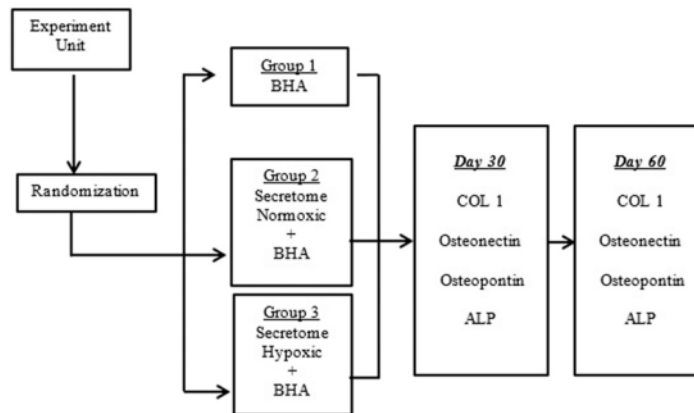 Experiment
Unit
Randomization
Group 1
BHA
Group 2
Secretome
Normoxic
+
BHA
Group 3
Secretome
Hypoxic
+
BHA
Day 30
COL 1
Osteonectin
Osteopontin
ALP
Day 60
COL 1
Osteonectin
Osteopontin
ALP